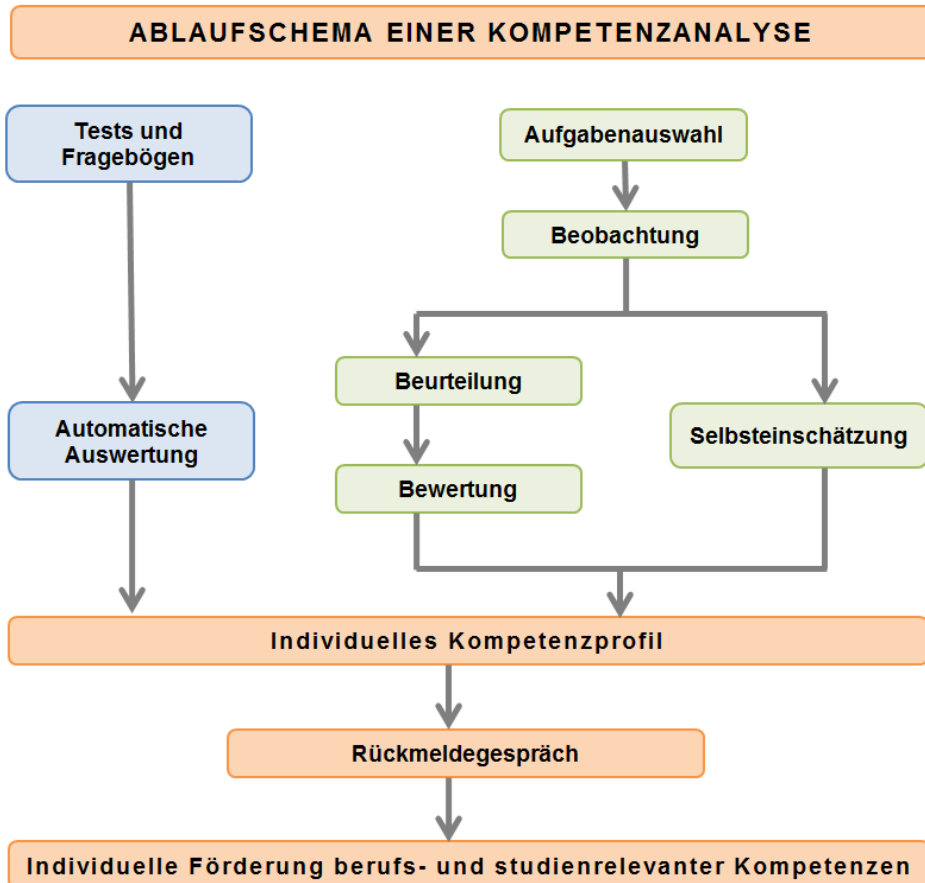 ABLAUFSCHEMA EINER KOMPETENZANALYSE
Tests und
Fragebögen
Aufgabenauswahl
Beobachtung
Beurteilung
Automatische
Auswertung
Selbsteinschätzung
Bewertung
Individuelles Kompetenzprofil
Rückmeldegespräch
Individuelle Förderung berufs- und studienrelevanter Kompetenzen